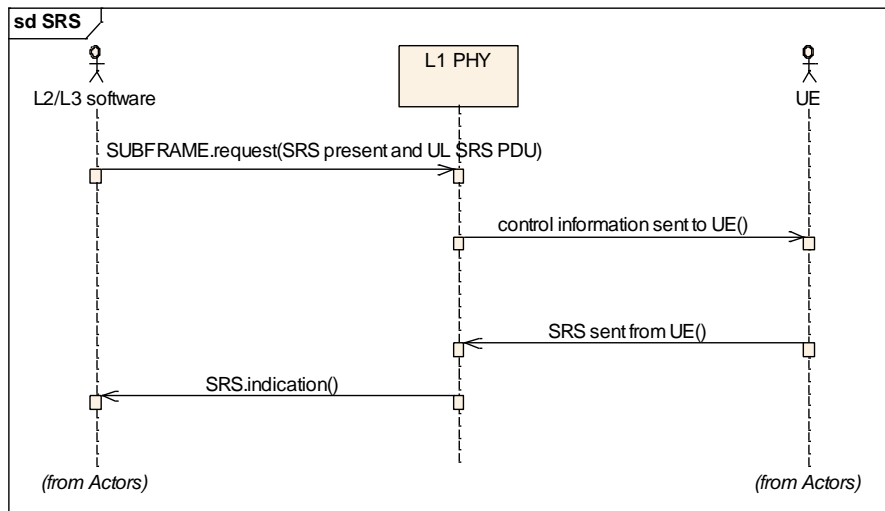 sd SRS
L2/L3 software
L1 PHY
UE
SUBFRAME.request(SRS present and UL SRS PDU)
control information sent to UE()
SRS sent from UE()
SRS.indication()
(from Actors)
(from Actors)